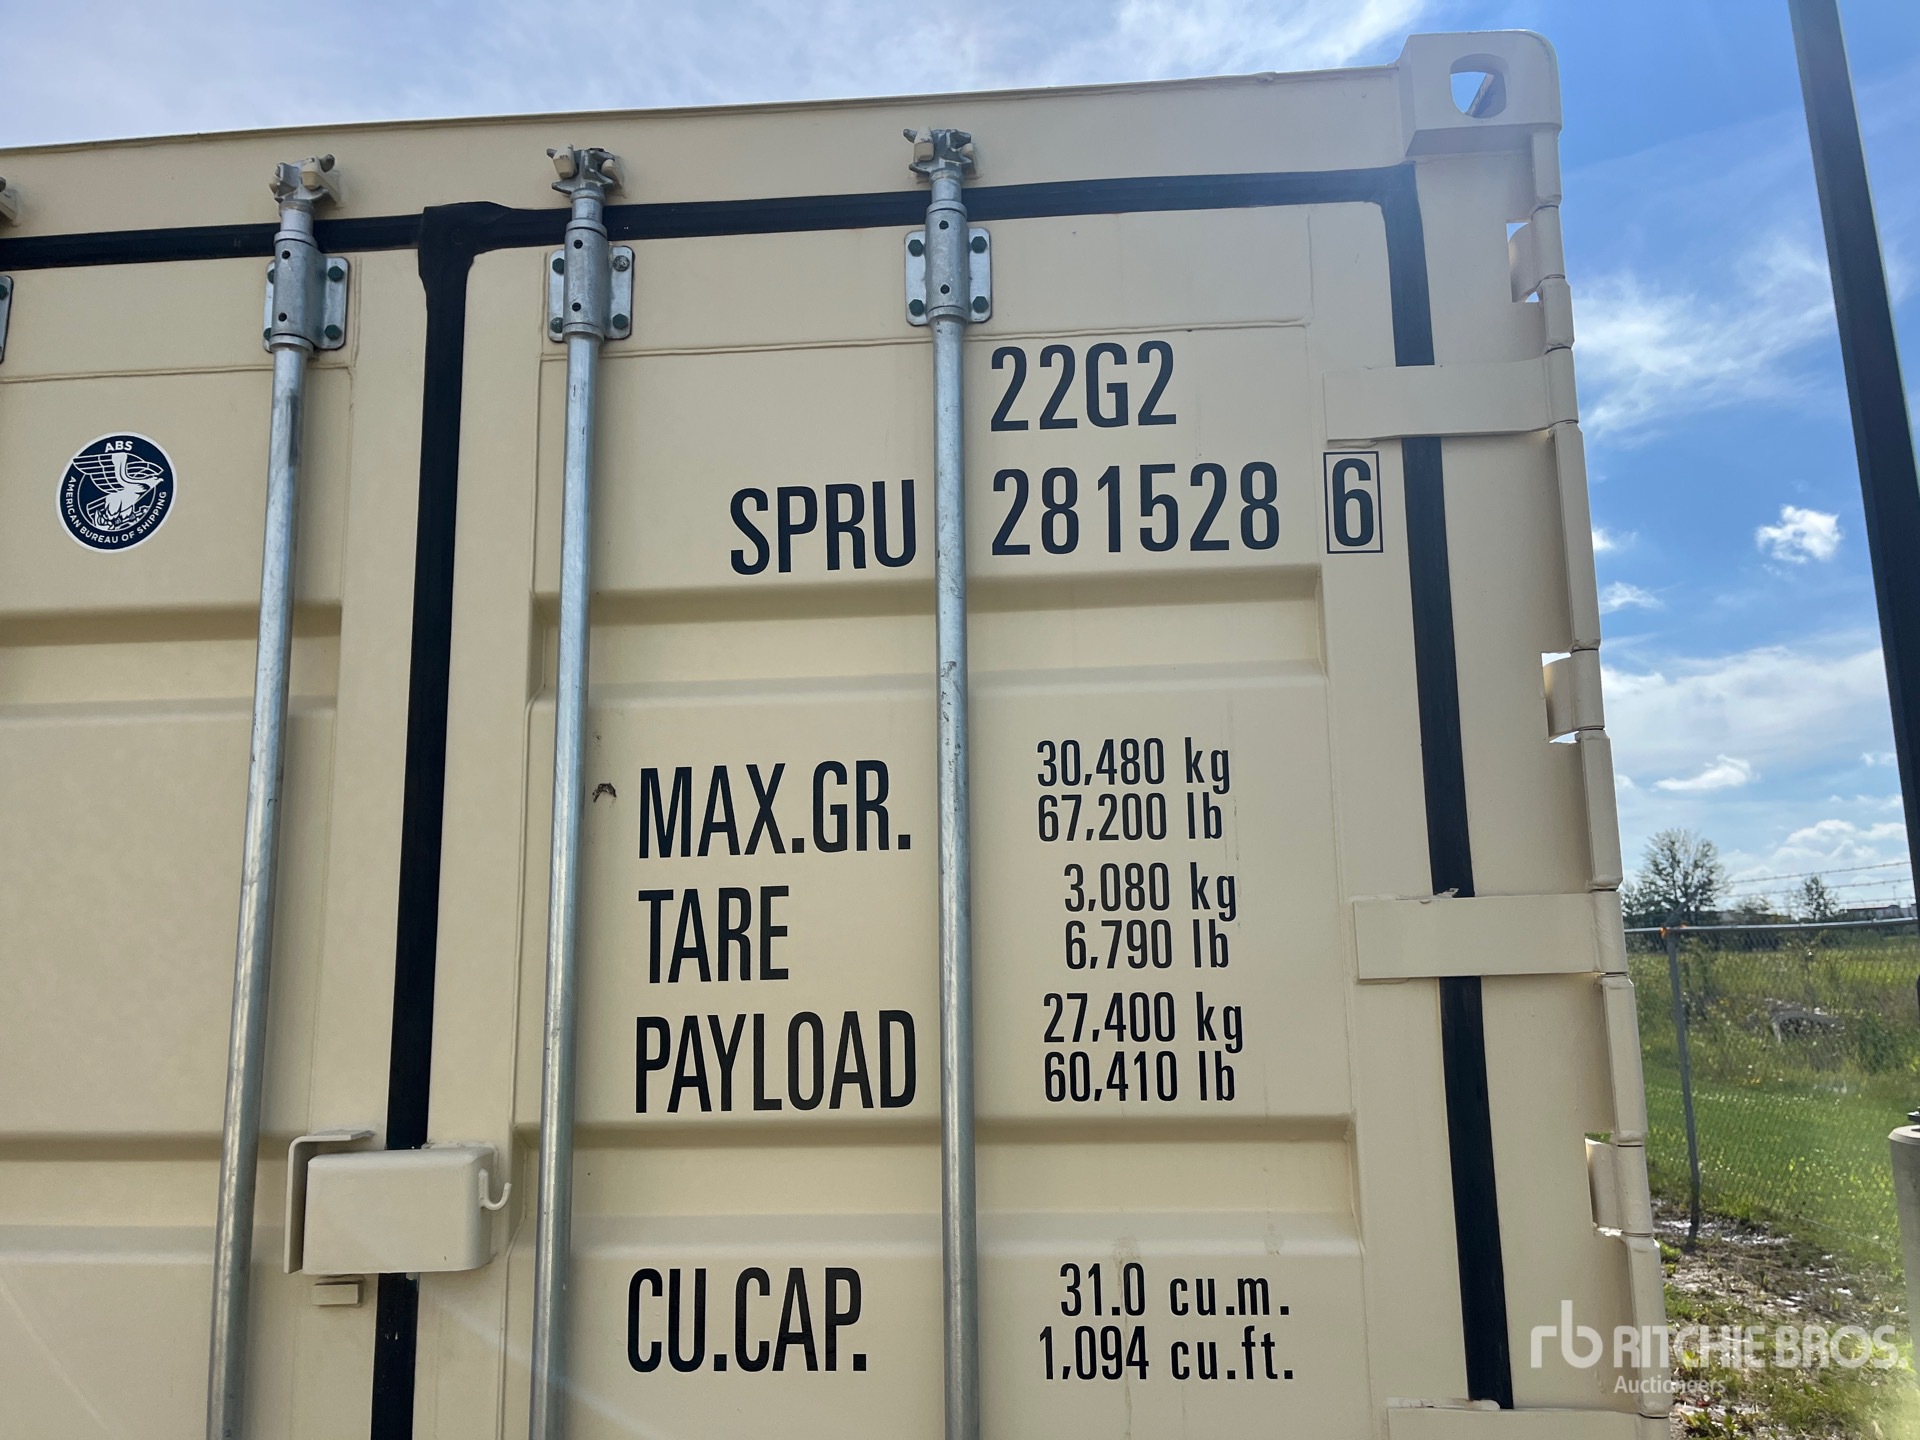 22G2
SPRU 281528 6
MAX.GR. 30,480 kg
67,200 lb
TARE 3,080 kg
6,790 lb
PAYLOAD 27,400 kg
60,410 lb
CU.CAP. 31.0 cu.m.
1,094 cu.ft.
ABS
AMERICAN BUREAU OF SHIPPING
rb RITCHIE BROS.
Auctioneers